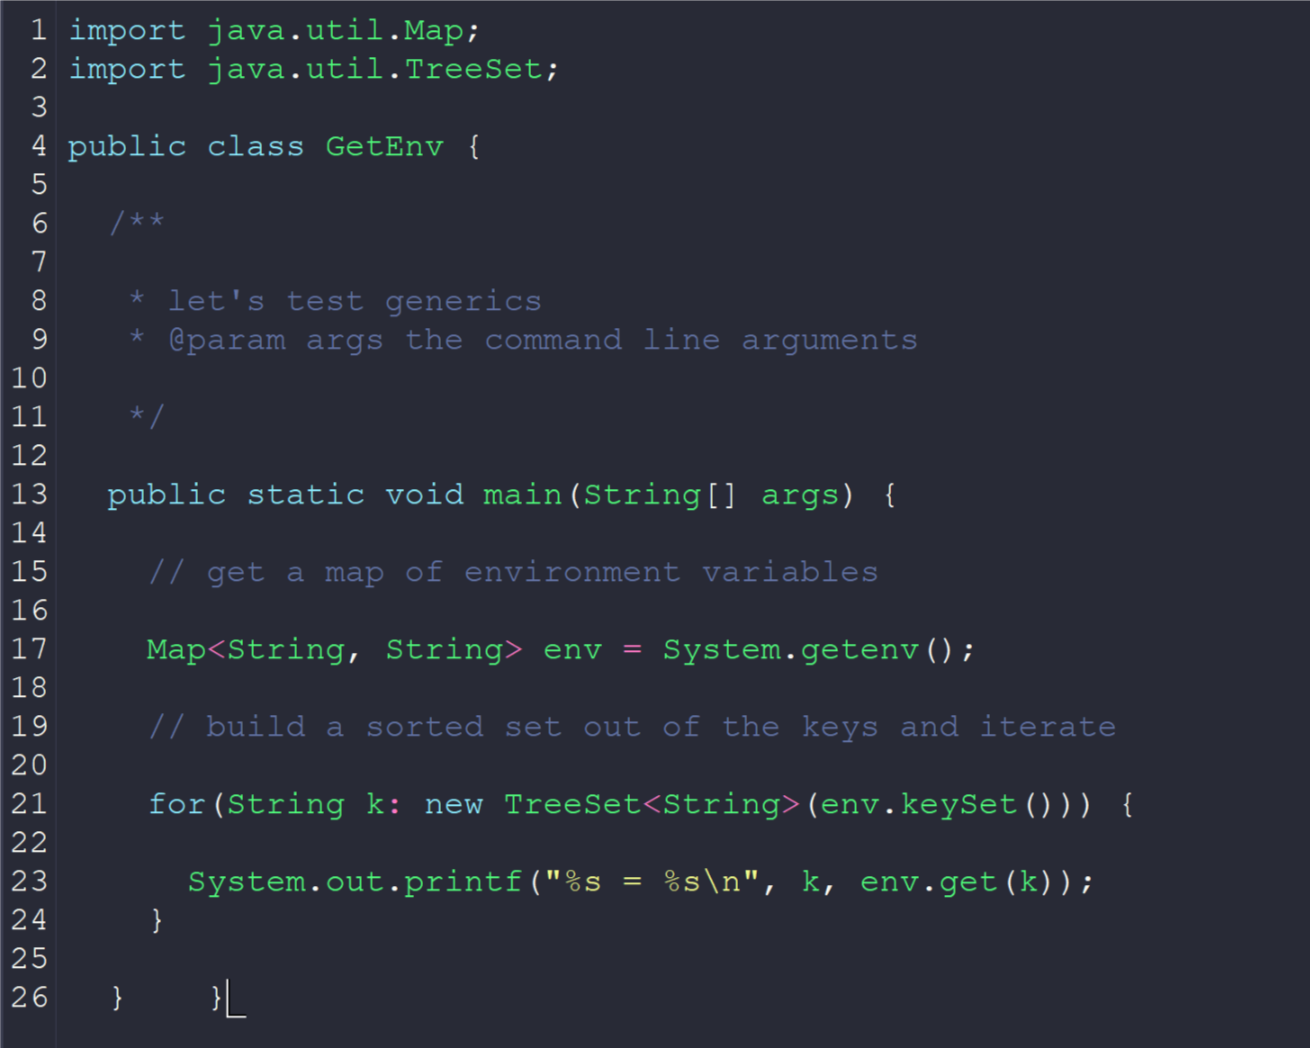 1 import java.util.Map;
2 import java.util.TreeSet;
3
4 public class GetEnv {
5
6   /**
7
8    * let's test generics
9    * @param args the command line arguments
10
11    */
12
13   public static void main(String[] args) {
14
15     // get a map of environment variables
16
17     Map<String, String> env = System.getenv();
18
19     // build a sorted set out of the keys and iterate
20
21     for(String k: new TreeSet<String>(env.keySet())) {
22
23       System.out.printf("%s = %s\n", k, env.get(k));
24     }
25
26   }    }